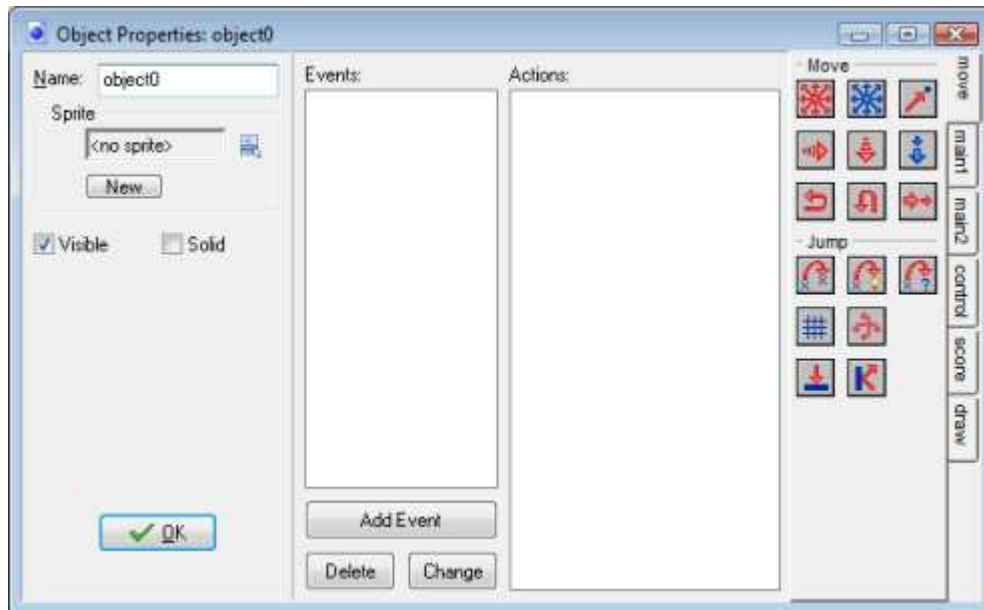 Object Properties: object0
Name: object0
Sprite
<no sprite>
New
Visible Solid
OK
Events:
Add Event
Delete Change
Actions:
Move
Jump
move
main1
main2
control
score
draw